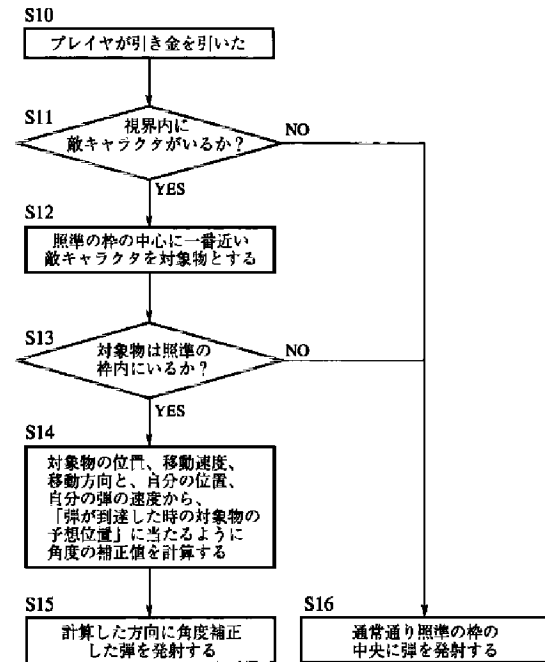 S10
プレイヤが引き金を引いた
S11
視界内に
敵キャラクタがいるか?
NO
YES
S12
照準の枠の中心に一番近い
敵キャラクタを対象物とする
S13
対象物は照準の
枠内にいるか?
NO
YES
S14
対象物の位置、移動速度、
移動方向と、自分の位置、
自分の弾の速度から、
「弾が到達した時の対象物の
予想位置」に当たるように
角度の補正値を計算する
S15
計算した方向に角度補正
した弾を発射する
S16
通常通り照準の枠の
中央に弾を発射する